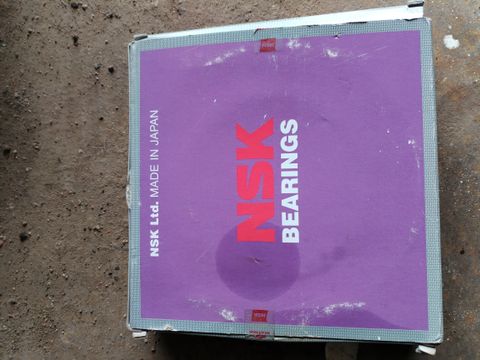 NSK Ltd. MADE IN JAPAN
NSK
BEARINGS